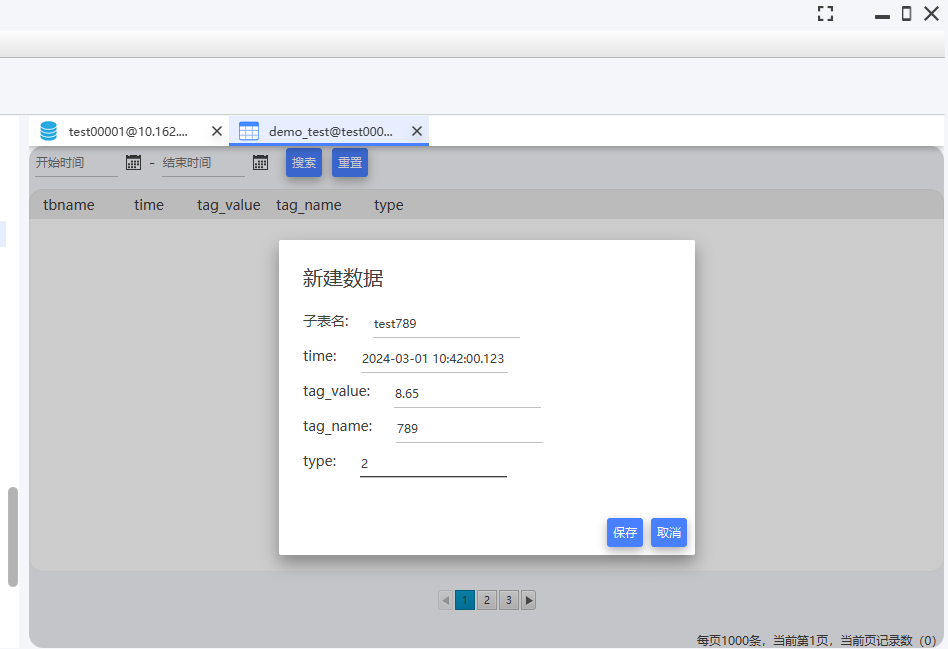 test00001@10.162.... demo_test@test000...
开始时间 - 结束时间 搜索 重置
tbname time tag_value tag_name type
新建数据
子表名: test789
time: 2024-03-01 10:42:00.123
tag_value: 8.65
tag_name: 789
type: 2
保存 取消
1 2 3
每页1000条，当前第1页，当前页记录数（0）